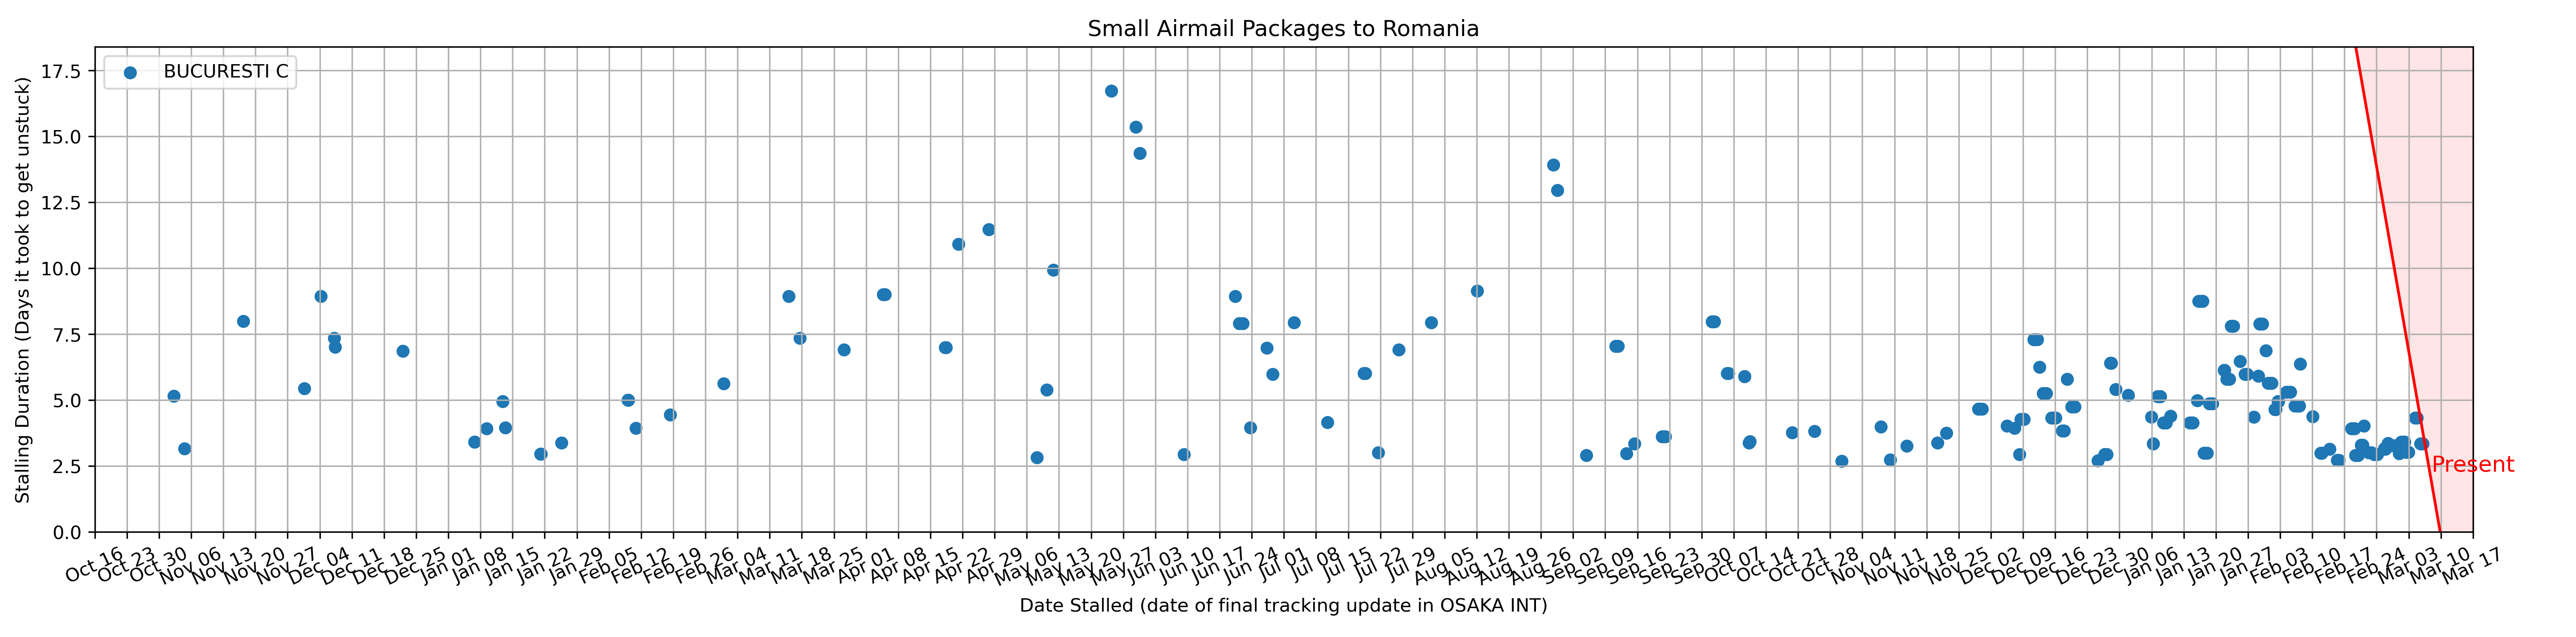 Small Airmail Packages to Romania
BUCURESTI C
Stalling Duration (Days it took to get unstuck)
17.5
15.0
12.5
10.0
7.5
5.0
2.5
0.0
Present
Oct 16 Oct 23 Oct 30 Nov 06 Nov 13 Nov 20 Nov 27 Dec 04 Dec 11 Dec 18 Dec 25 Jan 01 Jan 08 Jan 15 Jan 22 Jan 29 Feb 05 Feb 12 Feb 19 Feb 26 Mar 04 Mar 11 Mar 18 Mar 25 Apr 01 Apr 08 Apr 15 Apr 22 Apr 29 May 06 May 13 May 20 May 27 Jun 03 Jun 10 Jun 17 Jun 24 Jul 01 Jul 08 Jul 15 Jul 22 Jul 29 Aug 05 Aug 12 Aug 19 Aug 26 Sep 02 Sep 09 Sep 16 Sep 23 Sep 30 Oct 07 Oct 14 Oct 21 Oct 28 Nov 04 Nov 11 Nov 18 Nov 25 Dec 02 Dec 09 Dec 16 Dec 23 Dec 30 Jan 06 Jan 13 Jan 20 Jan 27 Feb 03 Feb 10 Feb 17 Feb 24 Mar 03 Mar 10 Mar 17
Date Stalled (date of final tracking update in OSAKA INT)